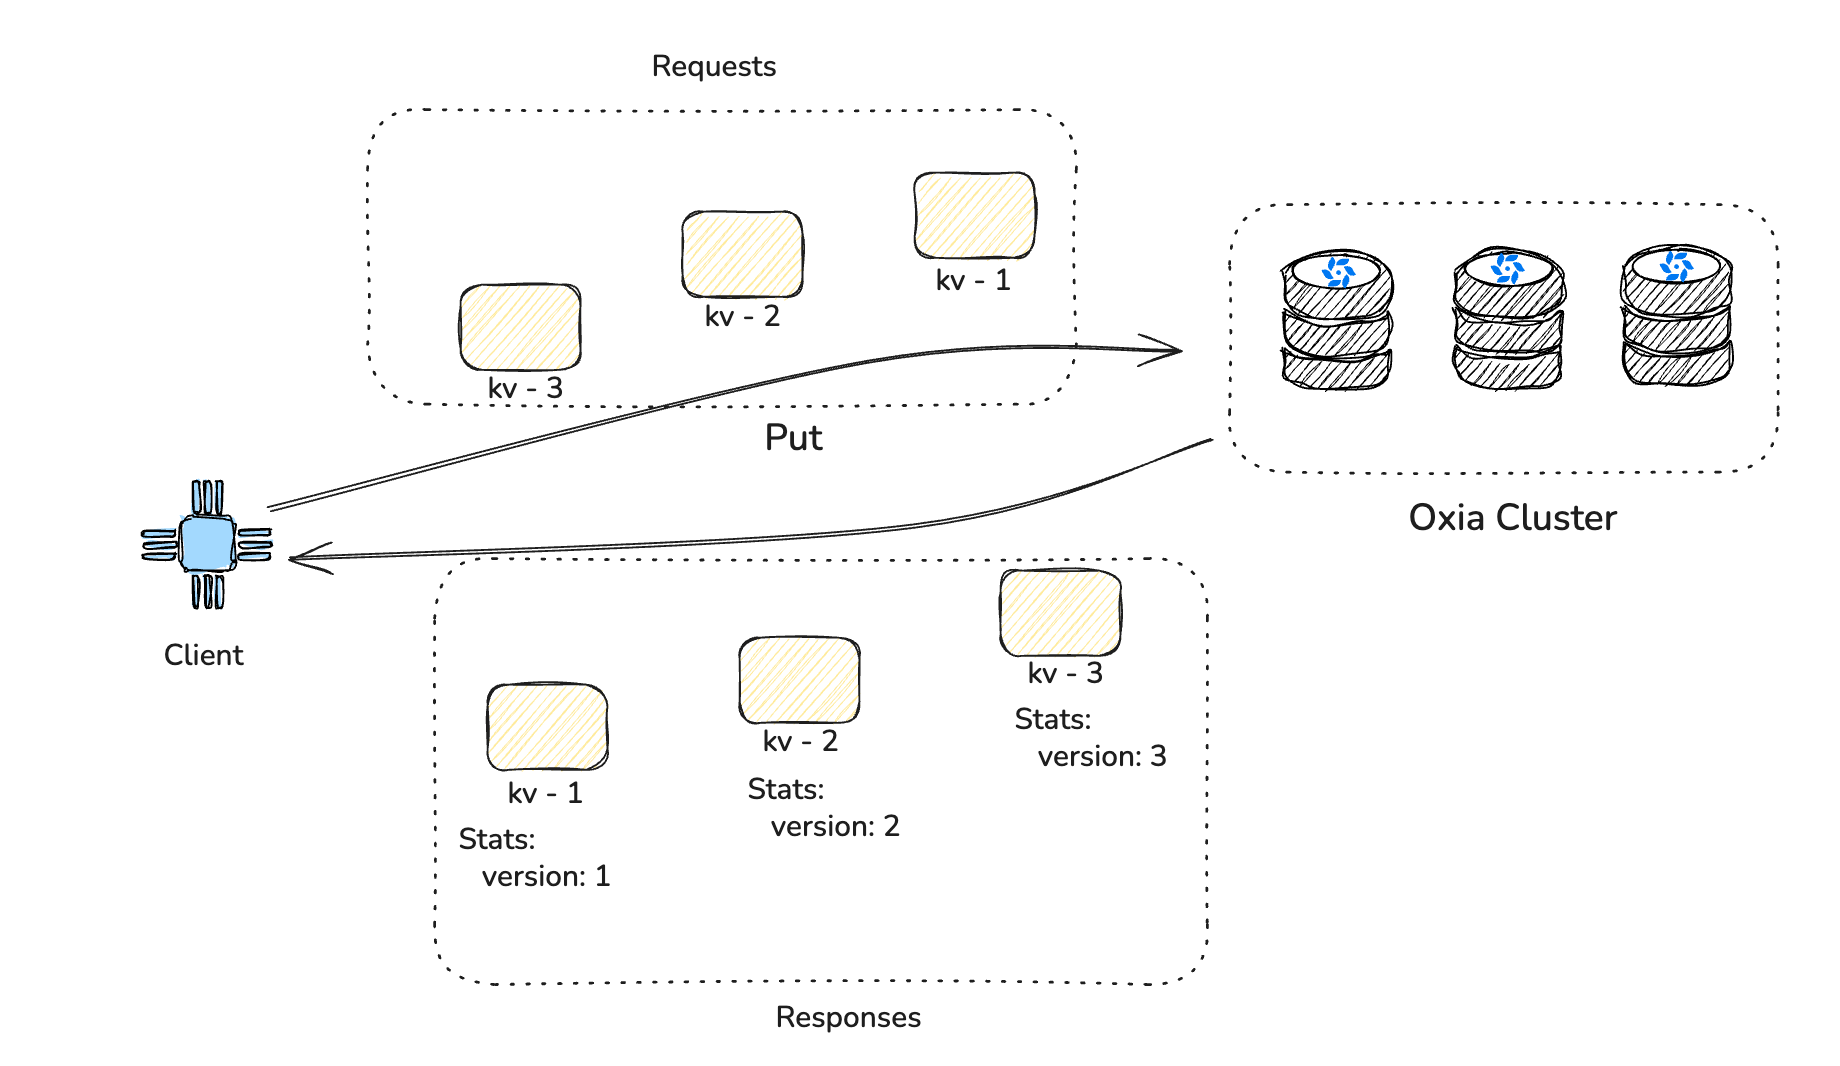 Requests
kv - 1
kv - 2
kv - 3
Put
Oxia Cluster
Client
kv - 1
Stats:
version: 1
kv - 2
Stats:
version: 2
kv - 3
Stats:
version: 3
Responses